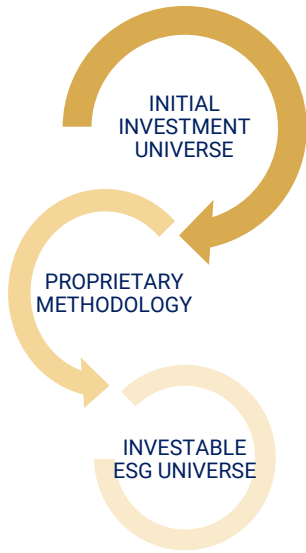 INITIAL
INVESTMENT
UNIVERSE
PROPRIETARY
METHODOLOGY
INVESTABLE
ESG UNIVERSE